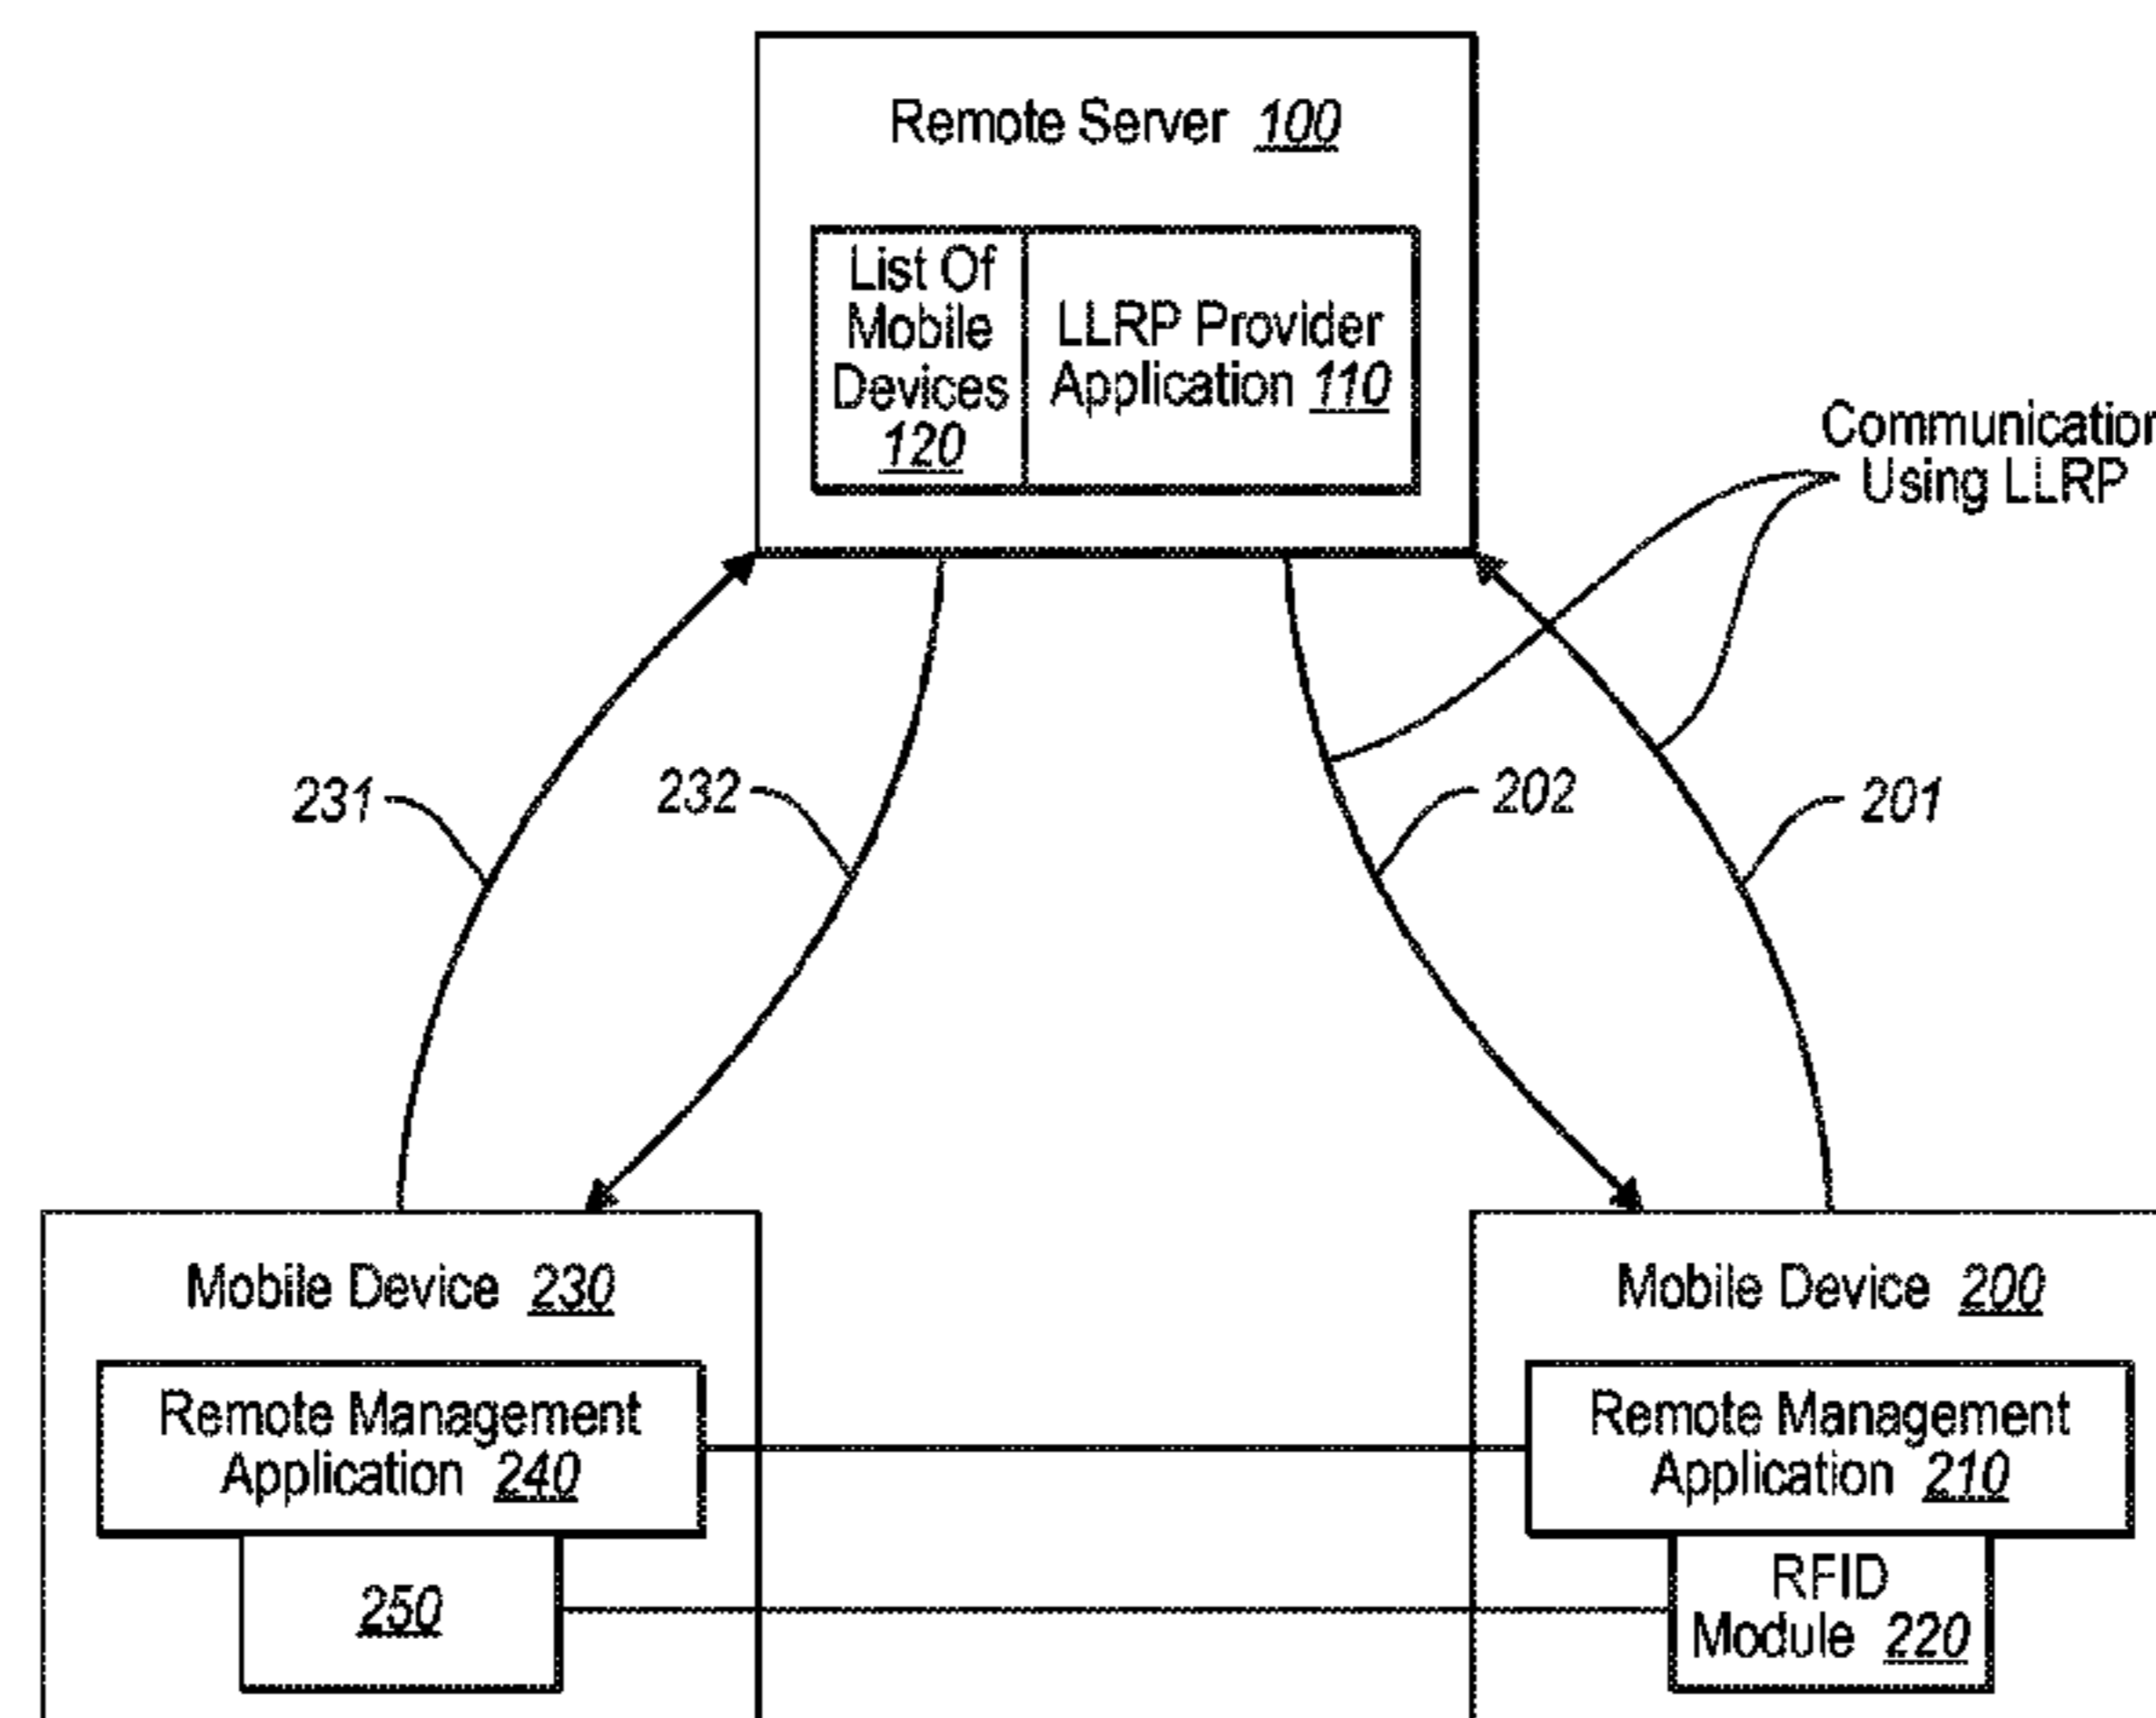 Remote Server 100
List Of
Mobile
Devices
120
LLRP Provider
Application 110
Communication
Using LLRP
231
232
202
201
Mobile Device 230
Remote Management
Application 240
250
Mobile Device 200
Remote Management
Application 210
RFID
Module 220